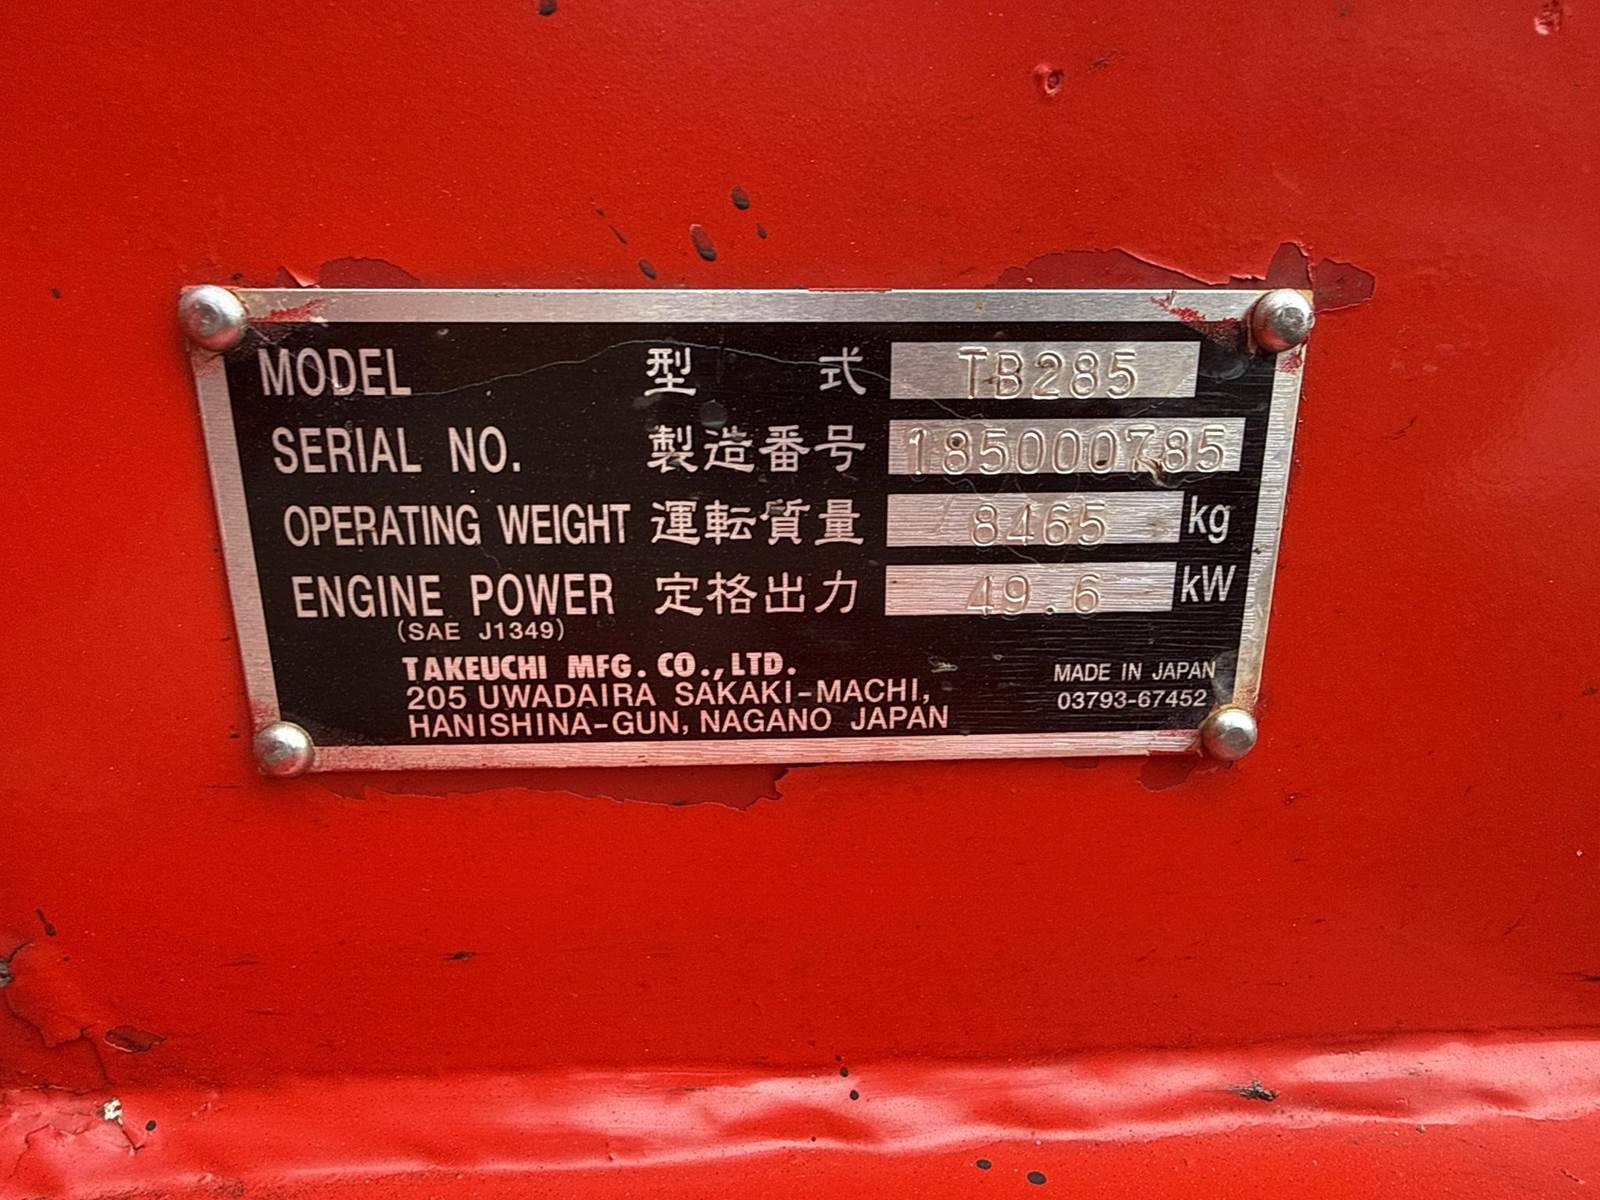 MODEL 型式 TB285
SERIAL NO. 製造番号 185000785
OPERATING WEIGHT 運転質量 8465 kg
ENGINE POWER 定格出力 49.6 kW
(SAE J1349)
TAKEUCHI MFG. CO., LTD.
205 UWADAIRA SAKAKI-MACHI,
HANISHINA-GUN, NAGANO JAPAN
MADE IN JAPAN
03793-67452